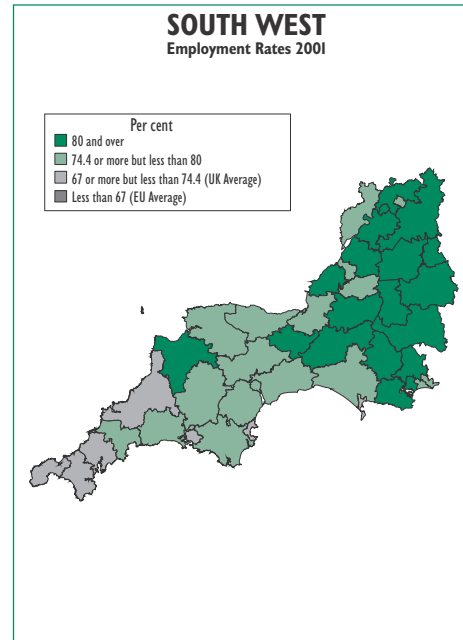 SOUTH WEST
Employment Rates 2001
Per cent
80 and over
74.4 or more but less than 80
67 or more but less than 74.4 (UK Average)
Less than 67 (EU Average)